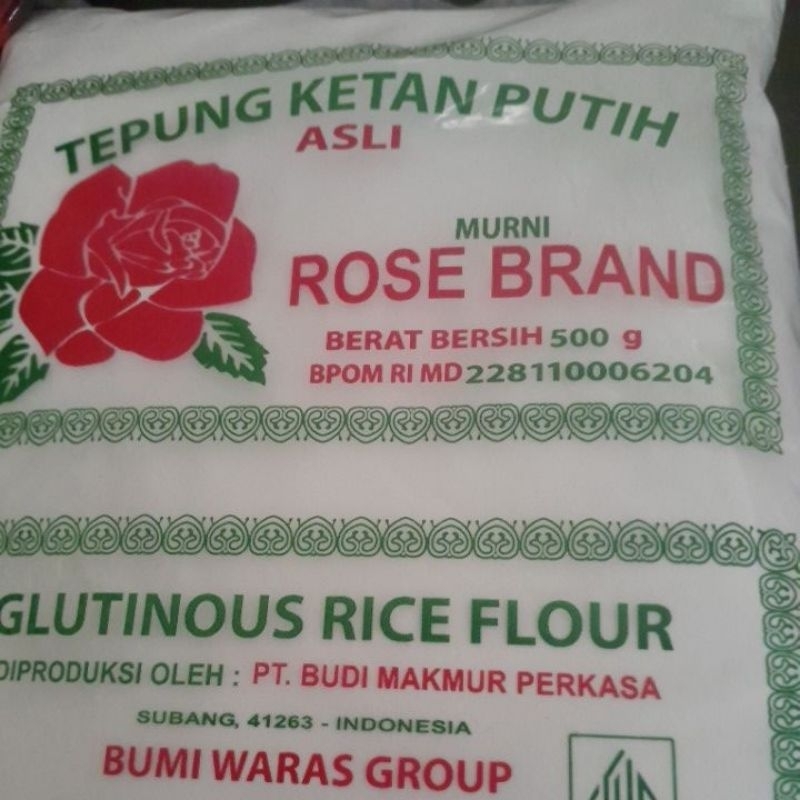 TEPUNG KETAN PUTIH
ASLI
MURNI
ROSE BRAND
BERAT BERSIH 500 g
BPOM RI MD 228110006204
GLUTINOUS RICE FLOUR
DIPRODUKSI OLEH : PT. BUDI MAKMUR PERKASA
SUBANG, 41263 - INDONESIA
BUMI WARAS GROUP